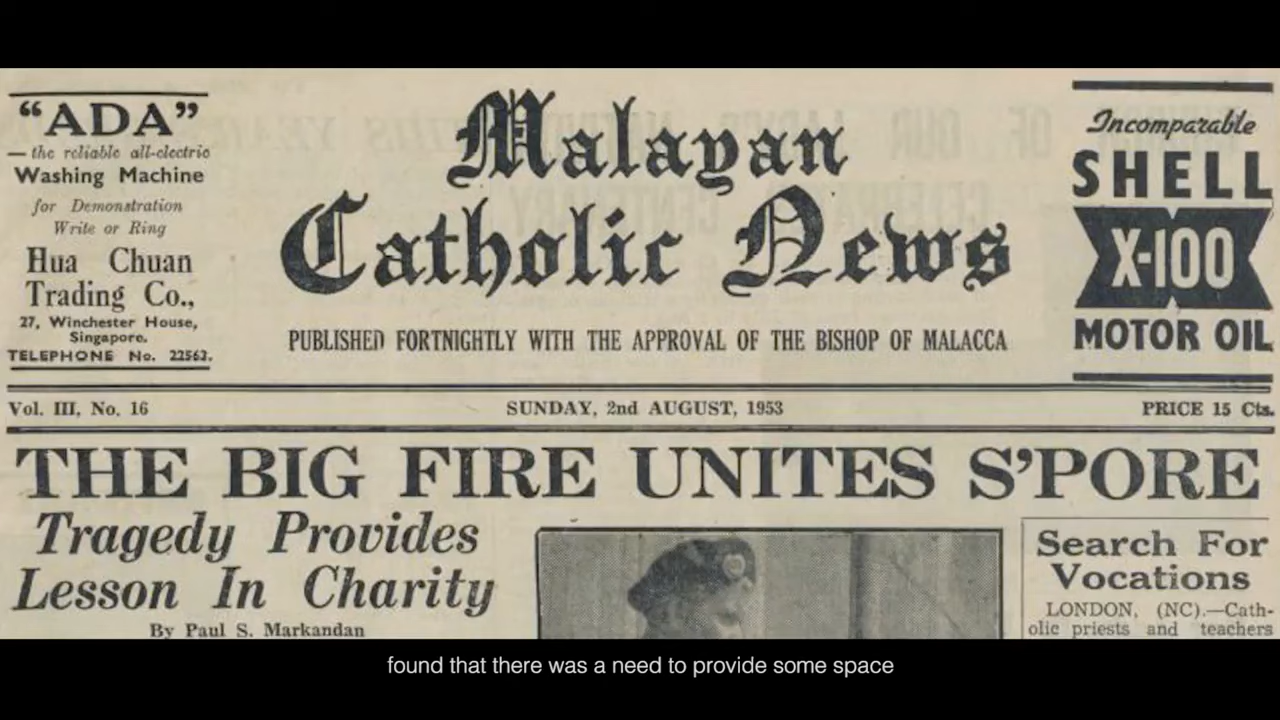 "ADA"
— the reliable all-electric
Washing Machine
for Demonstration
Write or Ring
Hua Chuan
Trading Co.,
27, Winchester House,
Singapore.
TELEPHONE No. 22563.
Malayan
Catholic News
PUBLISHED FORTNIGHTLY WITH THE APPROVAL OF THE BISHOP OF MALACCA
Incomparable
SHELL
X-100
MOTOR OIL
Vol. III, No. 16
SUNDAY, 2nd AUGUST, 1953
PRICE 15 Cts.
THE BIG FIRE UNITES S'PORE
Tragedy Provides
Lesson In Charity
By Paul S. Markandan
Search For
Vocations
LONDON, (NC).—Cath-
olic priests and teachers
found that there was a need to provide some space